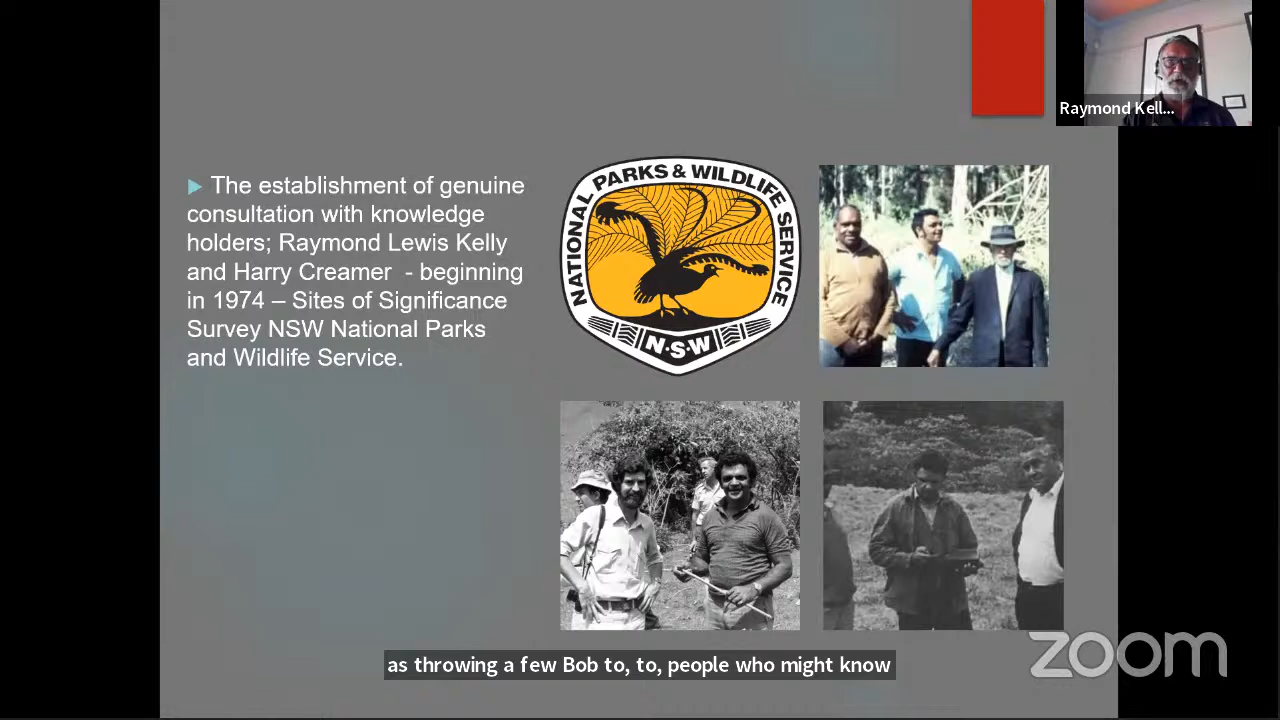 Raymond Kell...
The establishment of genuine
consultation with knowledge
holders; Raymond Lewis Kelly
and Harry Creamer - beginning
in 1974 – Sites of Significance
Survey NSW National Parks
and Wildlife Service.
NATIONAL PARKS & WILDLIFE SERVICE
N·S·W
as throwing a few Bob to, to, people who might know
zoom